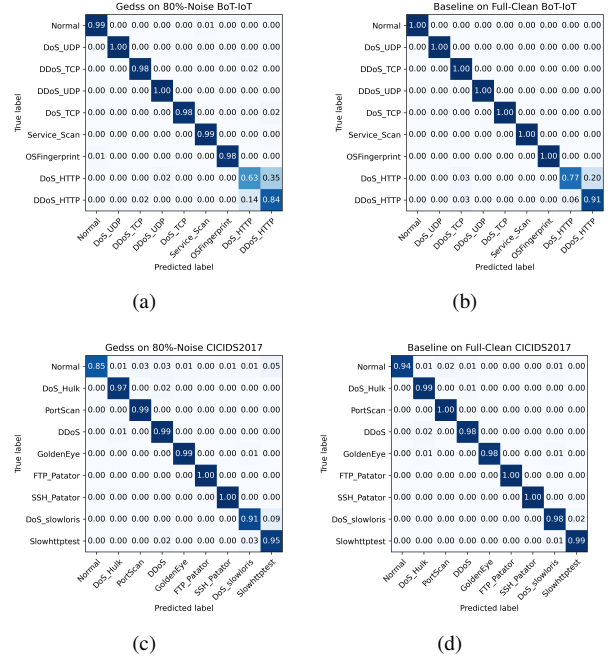 Gedss on 80%-Noise BoT-IoT
True label
Normal 0.99 0.00 0.00 0.00 0.00 0.01 0.00 0.00 0.00
DoS_UDP 0.00 1.00 0.00 0.00 0.00 0.00 0.00 0.00 0.00
DDoS_TCP 0.00 0.00 0.98 0.00 0.00 0.00 0.00 0.02 0.00
DDoS_UDP 0.00 0.00 0.00 1.00 0.00 0.00 0.00 0.00 0.00
DoS_TCP 0.00 0.00 0.00 0.00 0.98 0.00 0.00 0.00 0.02
Service_Scan 0.00 0.00 0.00 0.00 0.00 0.99 0.00 0.00 0.00
OSFingerprint 0.01 0.00 0.00 0.00 0.00 0.00 0.98 0.00 0.00
DoS_HTTP 0.00 0.00 0.00 0.02 0.00 0.00 0.00 0.63 0.35
DDoS_HTTP 0.00 0.00 0.02 0.00 0.00 0.00 0.00 0.14 0.84
Normal DoS_UDP DDoS_TCP DDoS_UDP DoS_TCP Service_Scan OSFingerprint DoS_HTTP DDoS_HTTP
Predicted label
(a)
Baseline on Full-Clean BoT-IoT
True label
Normal 1.00 0.00 0.00 0.00 0.00 0.00 0.00 0.00 0.00
DoS_UDP 0.00 1.00 0.00 0.00 0.00 0.00 0.00 0.00 0.00
DDoS_TCP 0.00 0.00 1.00 0.00 0.00 0.00 0.00 0.00 0.00
DDoS_UDP 0.00 0.00 0.00 1.00 0.00 0.00 0.00 0.00 0.00
DoS_TCP 0.00 0.00 0.00 0.00 1.00 0.00 0.00 0.00 0.00
Service_Scan 0.00 0.00 0.00 0.00 0.00 1.00 0.00 0.00 0.00
OSFingerprint 0.00 0.00 0.00 0.00 0.00 0.00 1.00 0.00 0.00
DoS_HTTP 0.00 0.00 0.03 0.00 0.00 0.00 0.00 0.77 0.20
DDoS_HTTP 0.00 0.00 0.03 0.00 0.00 0.00 0.00 0.06 0.91
Normal DoS_UDP DDoS_TCP DDoS_UDP DoS_TCP Service_Scan OSFingerprint DoS_HTTP DDoS_HTTP
Predicted label
(b)
Gedss on 80%-Noise CICIDS2017
True label
Normal 0.85 0.01 0.03 0.03 0.01 0.00 0.01 0.01 0.05
DoS_Hulk 0.00 0.97 0.00 0.02 0.00 0.00 0.00 0.01 0.00
PortScan 0.00 0.00 0.99 0.00 0.00 0.00 0.00 0.00 0.00
DDoS 0.00 0.01 0.00 0.99 0.00 0.00 0.00 0.00 0.00
GoldenEye 0.00 0.00 0.00 0.00 0.99 0.00 0.00 0.01 0.00
FTP_Patator 0.00 0.00 0.00 0.00 0.00 1.00 0.00 0.00 0.00
SSH_Patator 0.00 0.00 0.00 0.00 0.00 0.00 1.00 0.00 0.00
DoS_slowloris 0.00 0.00 0.00 0.00 0.00 0.00 0.00 0.91 0.09
Slowhttptest 0.00 0.00 0.00 0.02 0.00 0.00 0.00 0.03 0.95
Normal DoS_Hulk PortScan DDoS GoldenEye FTP_Patator SSH_Patator DoS_slowloris Slowhttptest
Predicted label
(c)
Baseline on Full-Clean CICIDS2017
True label
Normal 0.94 0.01 0.02 0.01 0.00 0.00 0.00 0.01 0.00
DoS_Hulk 0.00 0.99 0.01 0.00 0.00 0.00 0.00 0.00 0.00
PortScan 0.00 0.00 1.00 0.00 0.00 0.00 0.00 0.00 0.00
DDoS 0.00 0.01 0.00 0.98 0.00 0.00 0.00 0.00 0.00
GoldenEye 0.00 0.01 0.00 0.00 0.98 0.00 0.00 0.01 0.00
FTP_Patator 0.00 0.00 0.00 0.00 0.00 1.00 0.00 0.00 0.00
SSH_Patator 0.00 0.00 0.00 0.00 0.00 0.00 1.00 0.00 0.00
DoS_slowloris 0.00 0.00 0.00 0.00 0.00 0.00 0.00 0.98 0.02
Slowhttptest 0.00 0.00 0.00 0.00 0.00 0.00 0.00 0.01 0.99
Normal DoS_Hulk PortScan DDoS GoldenEye FTP_Patator SSH_Patator DoS_slowloris Slowhttptest
Predicted label
(d)